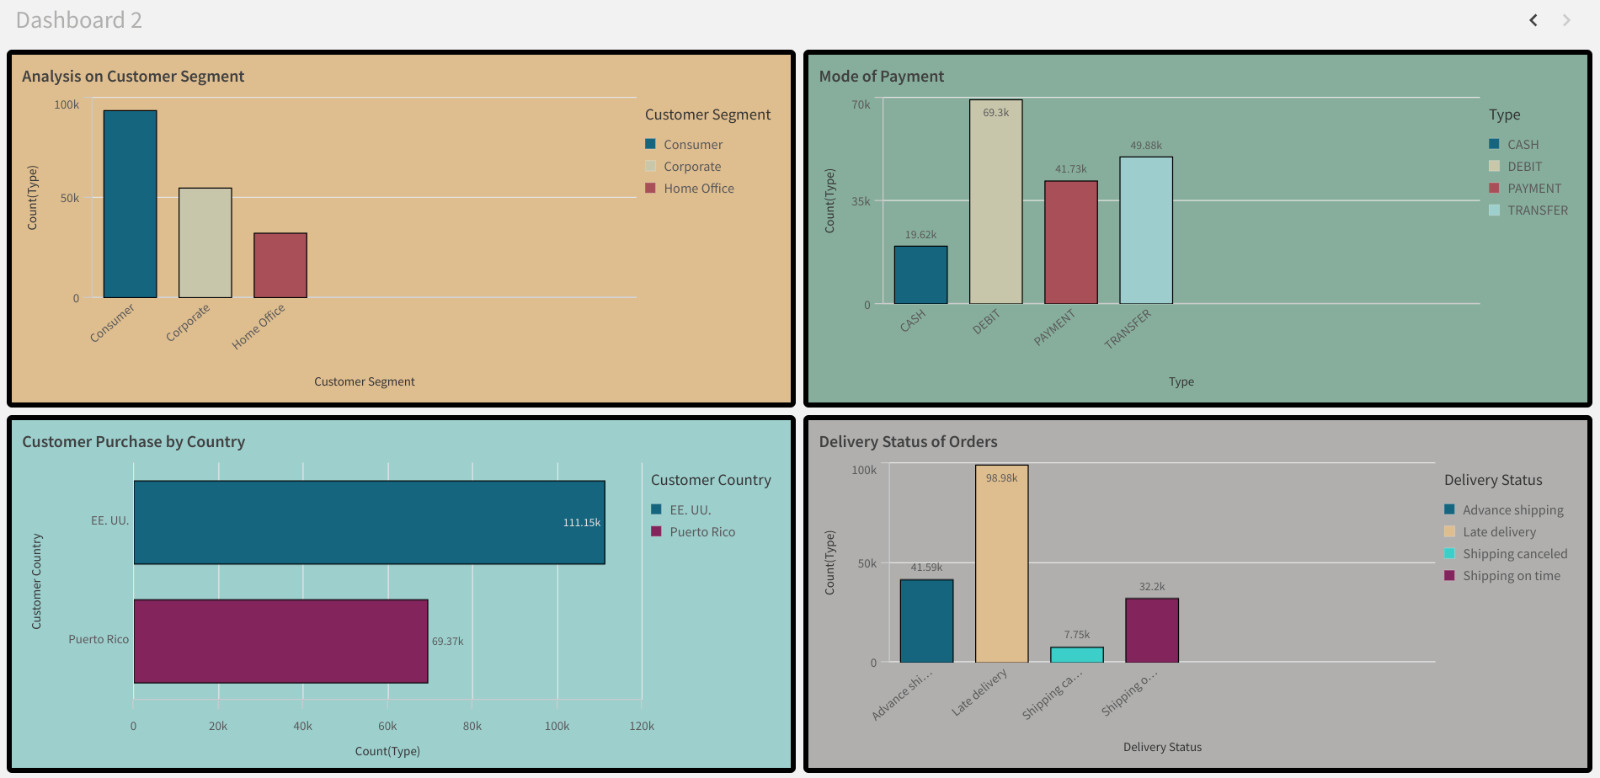 Dashboard 2
Analysis on Customer Segment
100k
50k
0
Count(Type)
Consumer
Corporate
Home Office
Customer Segment
Customer Segment
Consumer
Corporate
Home Office
Mode of Payment
70k
35k
0
Count(Type)
19.62k
69.3k
41.73k
49.88k
CASH
DEBIT
PAYMENT
TRANSFER
Type
Type
CASH
DEBIT
PAYMENT
TRANSFER
Customer Purchase by Country
Customer Country
EE. UU.
111.15k
Puerto Rico
69.37k
0
20k
40k
60k
80k
100k
120k
Count(Type)
Customer Country
EE. UU.
Puerto Rico
Delivery Status of Orders
100k
50k
0
Count(Type)
41.59k
98.98k
7.75k
32.2k
Advance shi...
Late delivery
Shipping ca...
Shipping o...
Delivery Status
Delivery Status
Advance shipping
Late delivery
Shipping canceled
Shipping on time